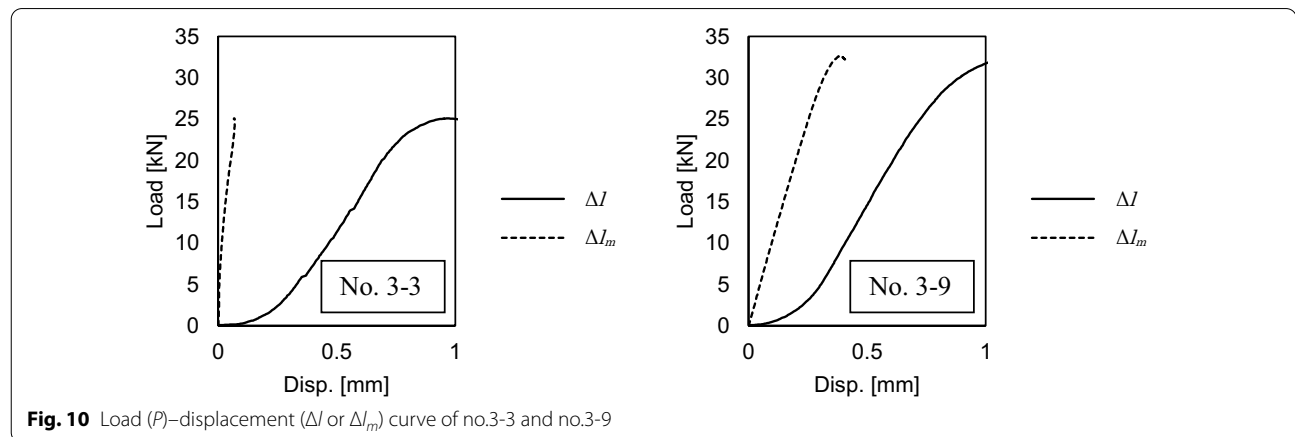 35
30
25
20
15
10
5
0
Load [kN]
0 0.5 1
Disp. [mm]
Δl
Δlₘ
No. 3-3
35
30
25
20
15
10
5
0
Load [kN]
0 0.5 1
Disp. [mm]
Δl
Δlₘ
No. 3-9
Fig. 10 Load (P)–displacement (Δl or Δlₘ) curve of no.3-3 and no.3-9